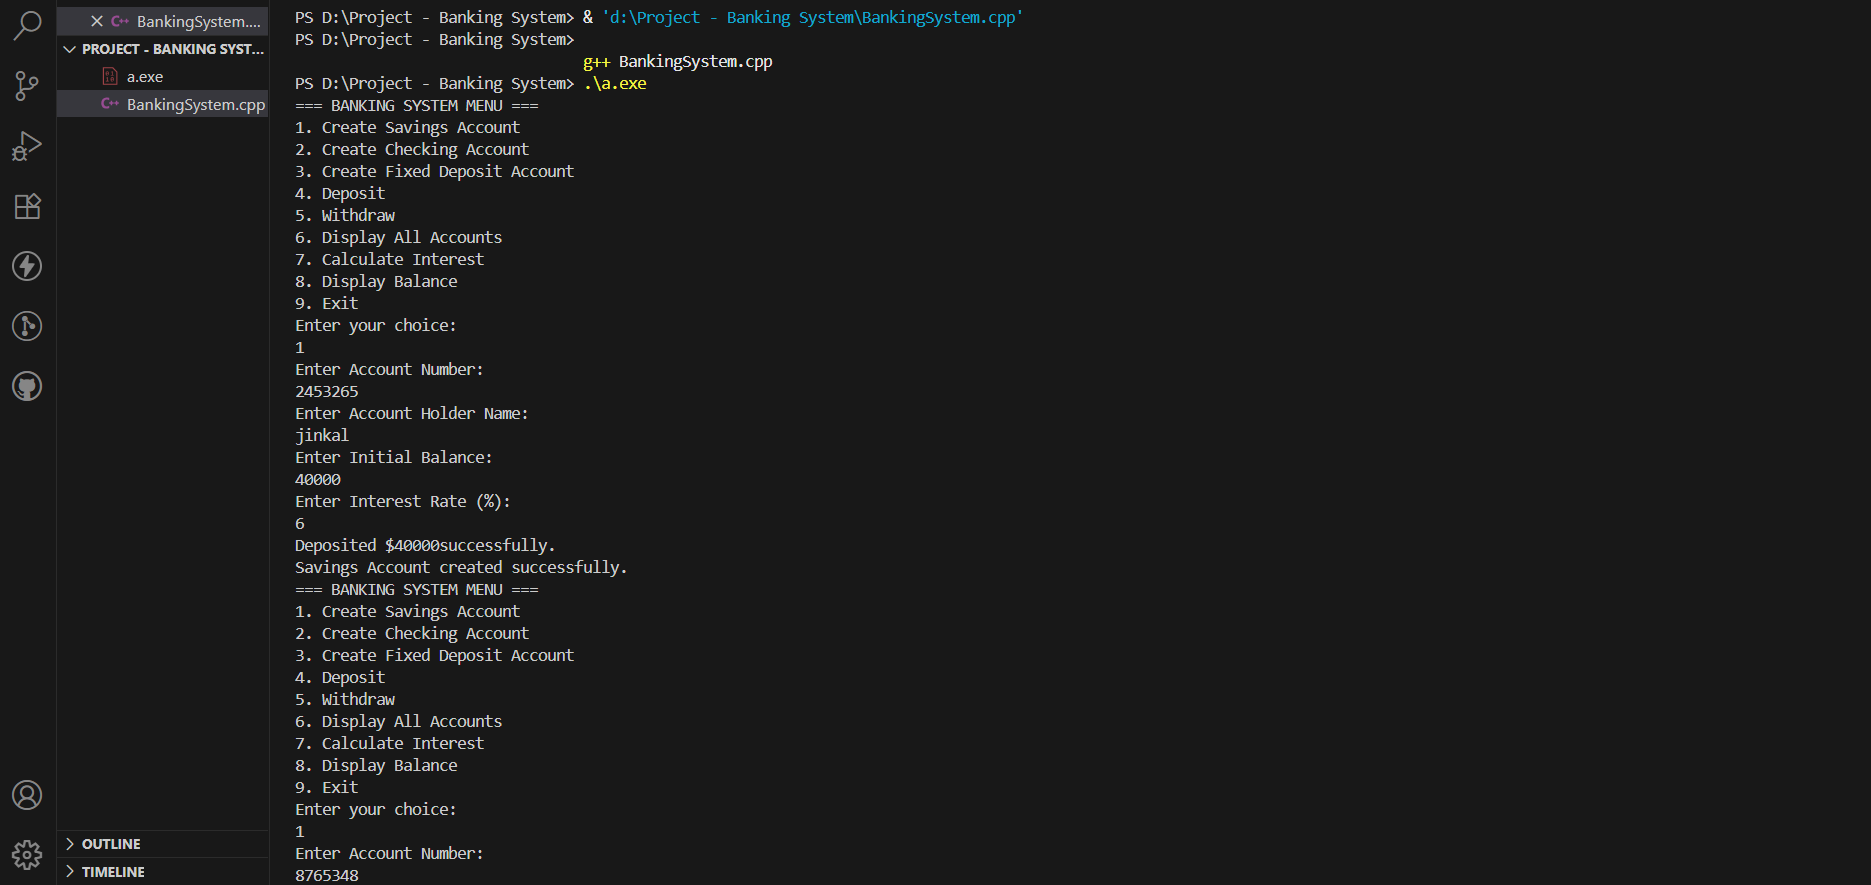 BankingSystem....
PROJECT - BANKING SYST...
a.exe
BankingSystem.cpp
OUTLINE
TIMELINE
PS D:\Project - Banking System> & 'd:\Project - Banking System\BankingSystem.cpp'
PS D:\Project - Banking System>
g++ BankingSystem.cpp
PS D:\Project - Banking System> .\a.exe
=== BANKING SYSTEM MENU ===
1. Create Savings Account
2. Create Checking Account
3. Create Fixed Deposit Account
4. Deposit
5. Withdraw
6. Display All Accounts
7. Calculate Interest
8. Display Balance
9. Exit
Enter your choice:
1
Enter Account Number:
2453265
Enter Account Holder Name:
jinkal
Enter Initial Balance:
40000
Enter Interest Rate (%):
6
Deposited $40000successfully.
Savings Account created successfully.
=== BANKING SYSTEM MENU ===
1. Create Savings Account
2. Create Checking Account
3. Create Fixed Deposit Account
4. Deposit
5. Withdraw
6. Display All Accounts
7. Calculate Interest
8. Display Balance
9. Exit
Enter your choice:
1
Enter Account Number:
8765348